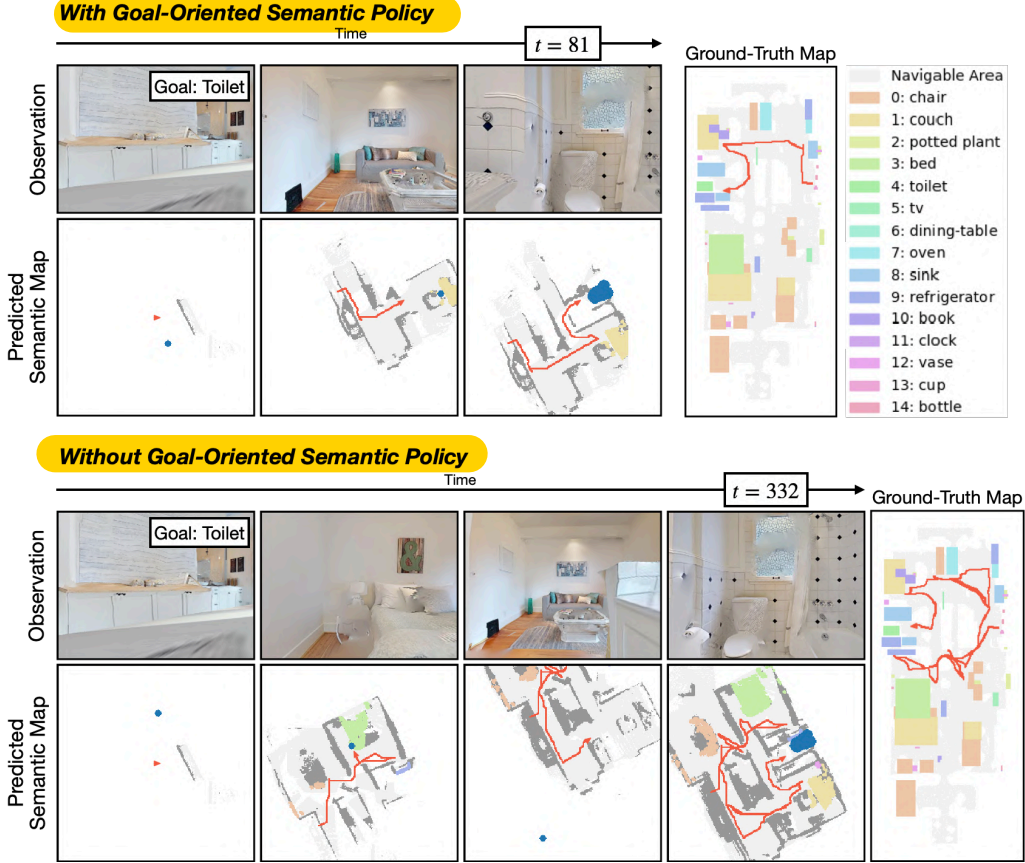 With Goal-Oriented Semantic Policy
Time
t = 81
Observation
Goal: Toilet
Predicted
Semantic Map
Ground-Truth Map
Navigable Area
0: chair
1: couch
2: potted plant
3: bed
4: toilet
5: tv
6: dining-table
7: oven
8: sink
9: refrigerator
10: book
11: clock
12: vase
13: cup
14: bottle
Without Goal-Oriented Semantic Policy
Time
t = 332
Observation
Goal: Toilet
Predicted
Semantic Map
Ground-Truth Map